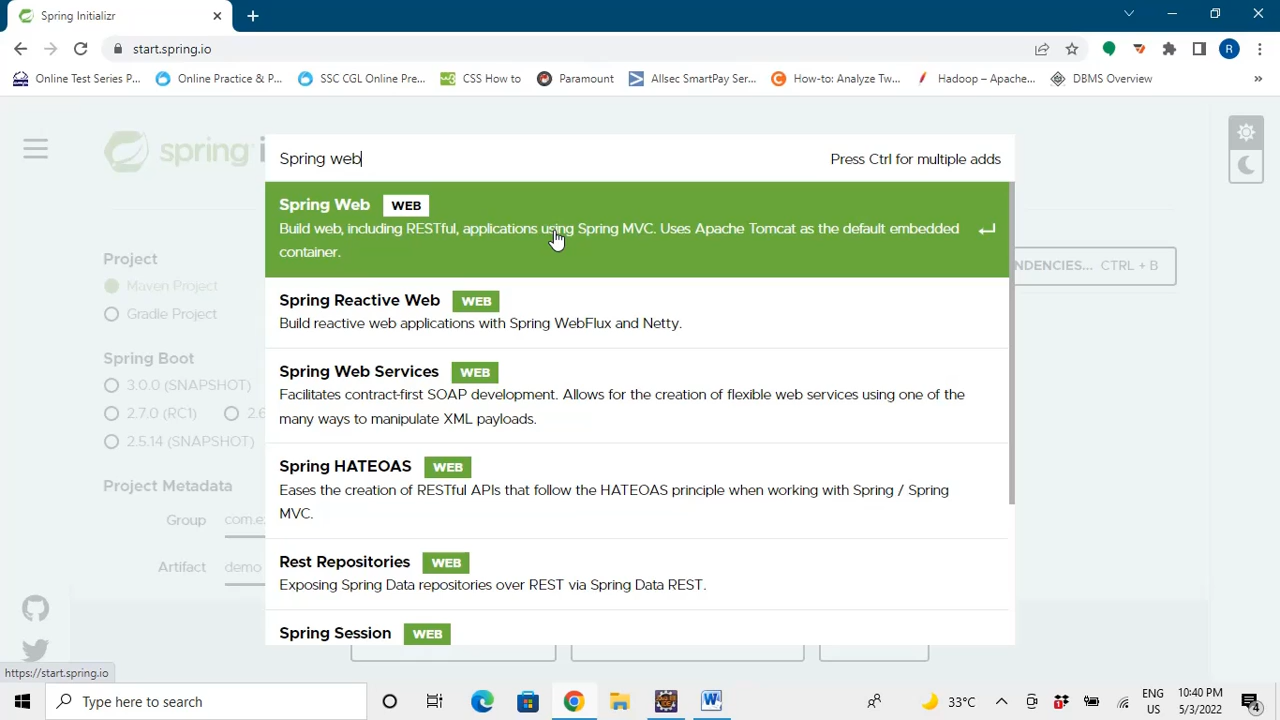 Spring Initializr
start.spring.io
R
Online Test Series P...
Online Practice & P...
SSC CGL Online Pre...
CSS How to
Paramount
Allsec SmartPay Ser...
How-to: Analyze Tw...
Hadoop – Apache...
DBMS Overview
»
spring i
Spring web
Press Ctrl for multiple adds
Spring Web WEB
Build web, including RESTful, applications using Spring MVC. Uses Apache Tomcat as the default embedded
container.
Spring Reactive Web WEB
Build reactive web applications with Spring WebFlux and Netty.
Spring Web Services WEB
Facilitates contract-first SOAP development. Allows for the creation of flexible web services using one of the
many ways to manipulate XML payloads.
Spring HATEOAS WEB
Eases the creation of RESTful APIs that follow the HATEOAS principle when working with Spring / Spring
MVC.
Rest Repositories WEB
Exposing Spring Data repositories over REST via Spring Data REST.
Spring Session WEB
Project
Maven Project
Gradle Project
Spring Boot
3.0.0 (SNAPSHOT)
2.7.0 (RC1) 2.6
2.5.14 (SNAPSHOT)
Project Metadata
Group com.e
Artifact demo
NDENCIES... CTRL + B
https://start.spring.io
Type here to search
33°C
ENG
US
10:40 PM
5/3/2022
4